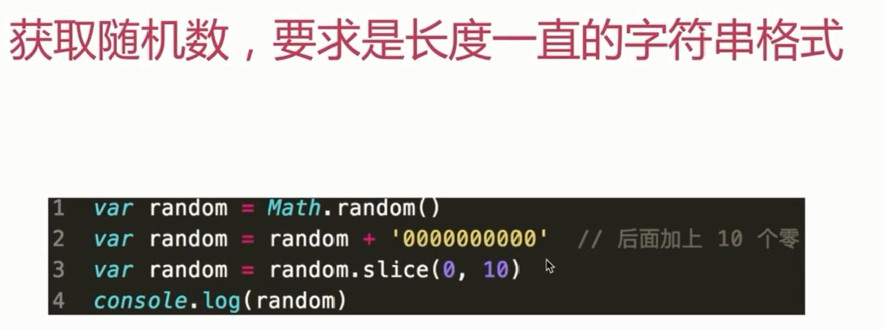 获取随机数，要求是长度一直的字符串格式
1 var random = Math.random()
2 var random = random + '0000000000' // 后面加上 10 个零
3 var random = random.slice(0, 10)
4 console.log(random)